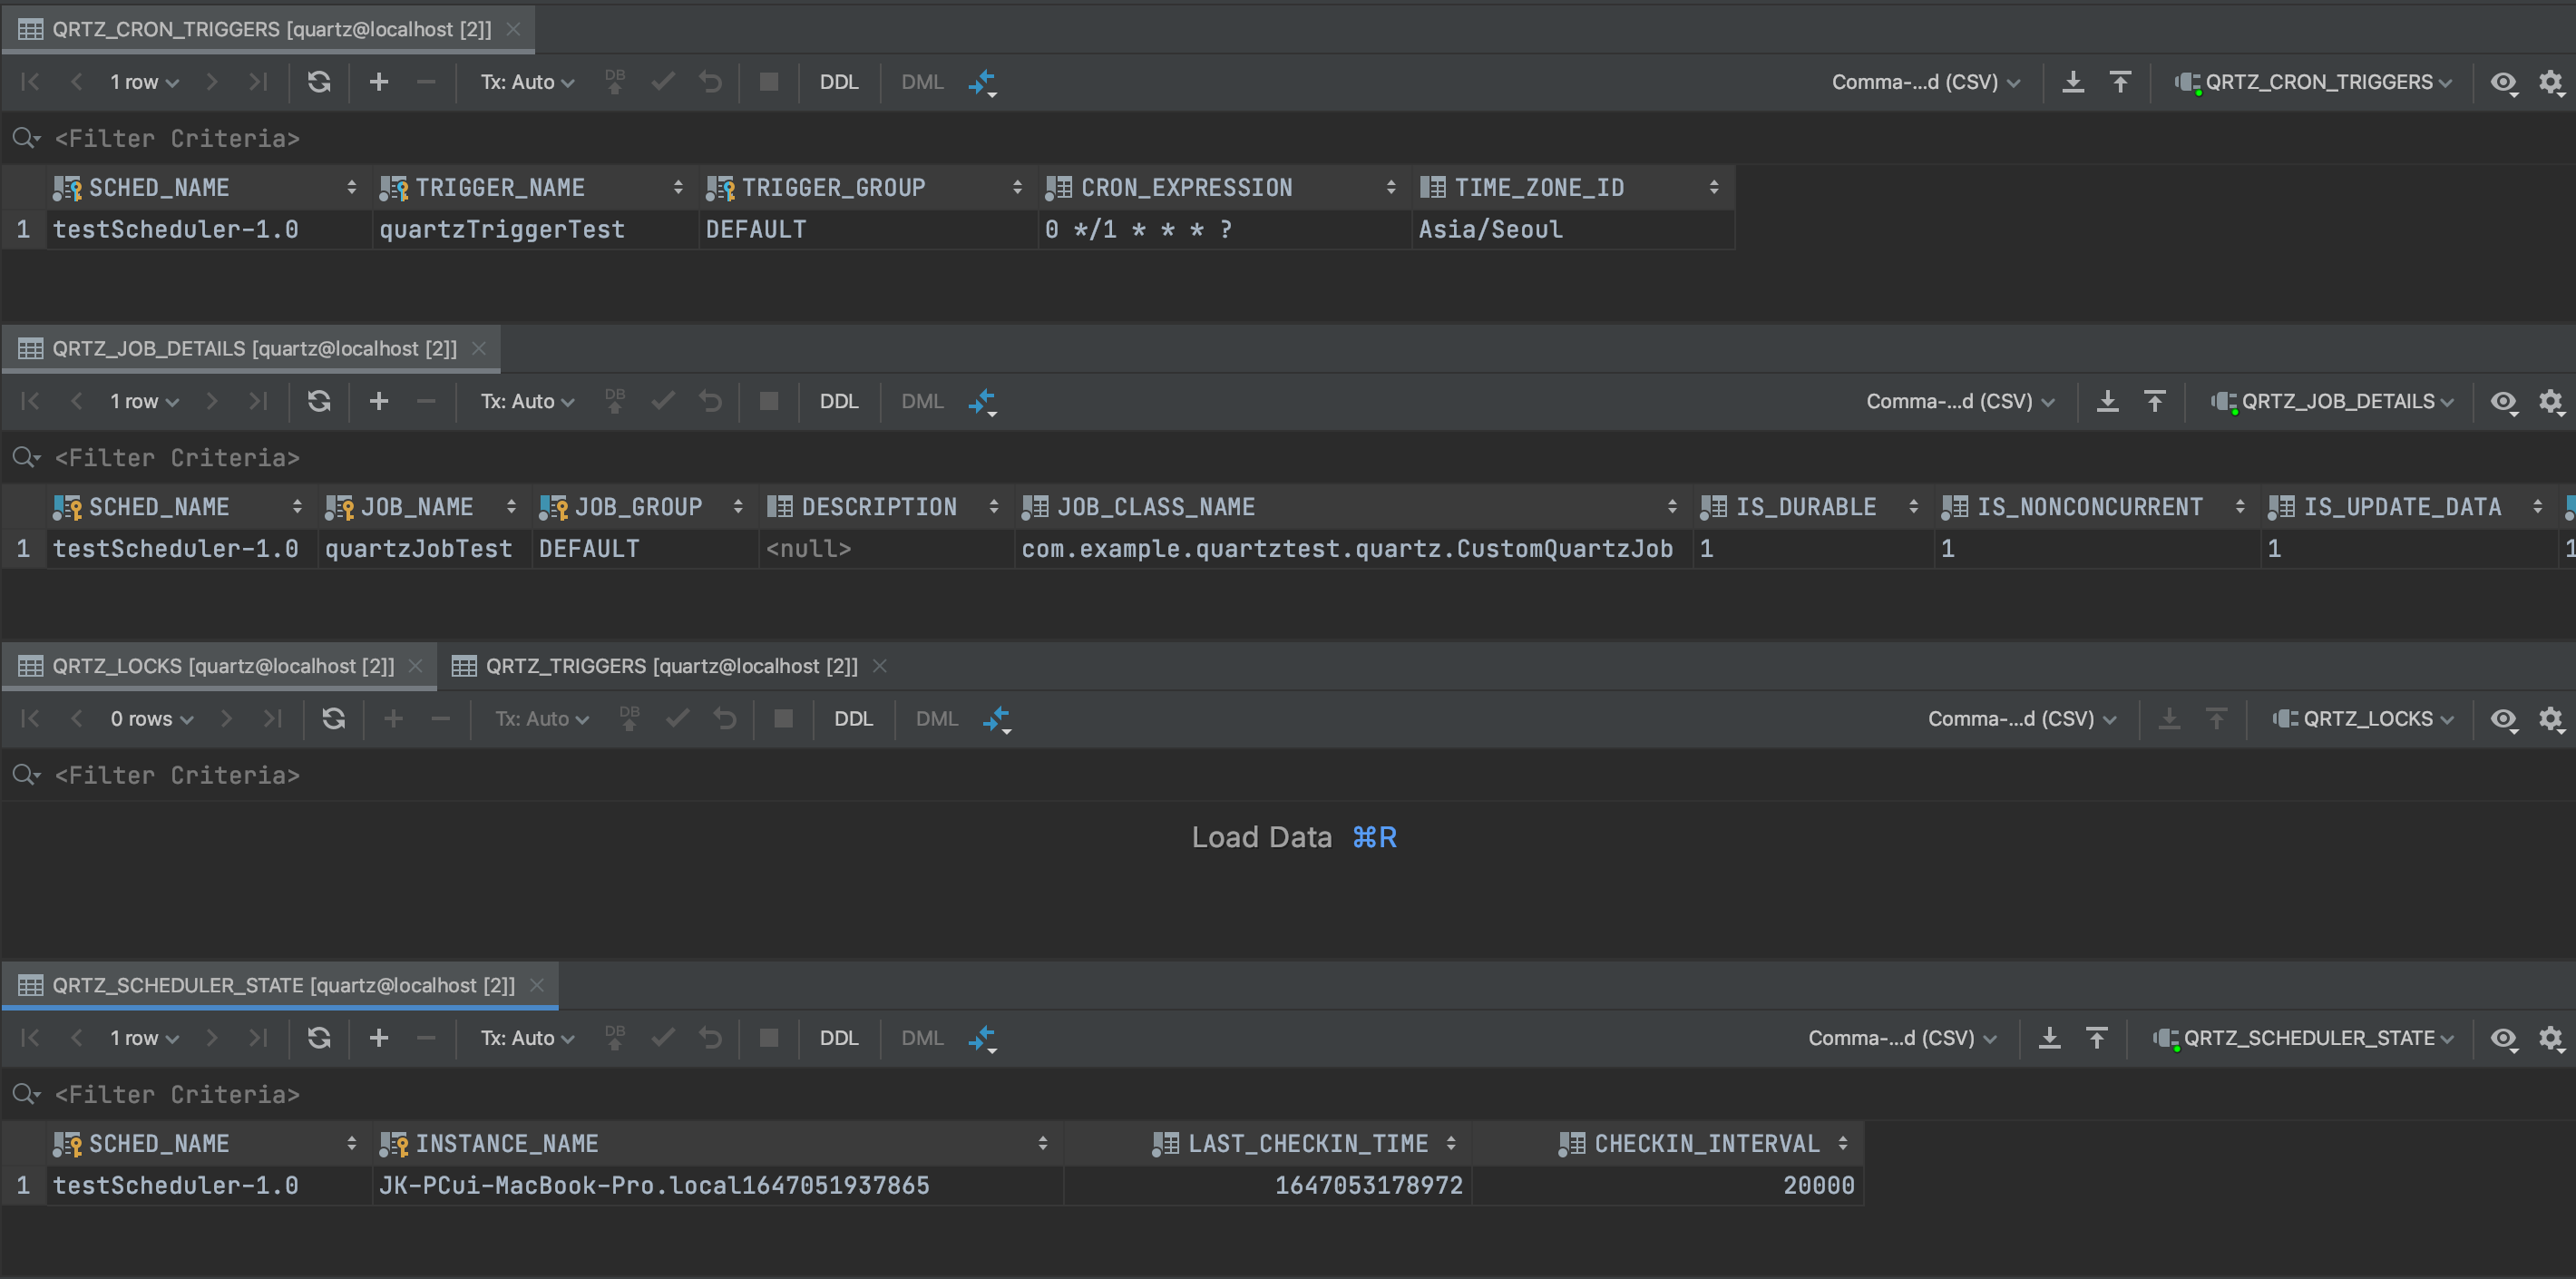 QRTZ_CRON_TRIGGERS [quartz@localhost [2]]
1 row Tx: Auto DB DDL DML Comma-...d (CSV) QRTZ_CRON_TRIGGERS
<Filter Criteria>
SCHED_NAME TRIGGER_NAME TRIGGER_GROUP CRON_EXPRESSION TIME_ZONE_ID
1 testScheduler-1.0 quartzTriggerTest DEFAULT 0 */1 * * * ? Asia/Seoul
QRTZ_JOB_DETAILS [quartz@localhost [2]]
1 row Tx: Auto DB DDL DML Comma-...d (CSV) QRTZ_JOB_DETAILS
<Filter Criteria>
SCHED_NAME JOB_NAME JOB_GROUP DESCRIPTION JOB_CLASS_NAME IS_DURABLE IS_NONCONCURRENT IS_UPDATE_DATA
1 testScheduler-1.0 quartzJobTest DEFAULT <null> com.example.quartztest.quartz.CustomQuartzJob 1 1 1 1
QRTZ_LOCKS [quartz@localhost [2]] QRTZ_TRIGGERS [quartz@localhost [2]]
0 rows Tx: Auto DB DDL DML Comma-...d (CSV) QRTZ_LOCKS
<Filter Criteria>
Load Data ⌘R
QRTZ_SCHEDULER_STATE [quartz@localhost [2]]
1 row Tx: Auto DB DDL DML Comma-...d (CSV) QRTZ_SCHEDULER_STATE
<Filter Criteria>
SCHED_NAME INSTANCE_NAME LAST_CHECKIN_TIME CHECKIN_INTERVAL
1 testScheduler-1.0 JK-PCui-MacBook-Pro.local1647051937865 1647053178972 20000